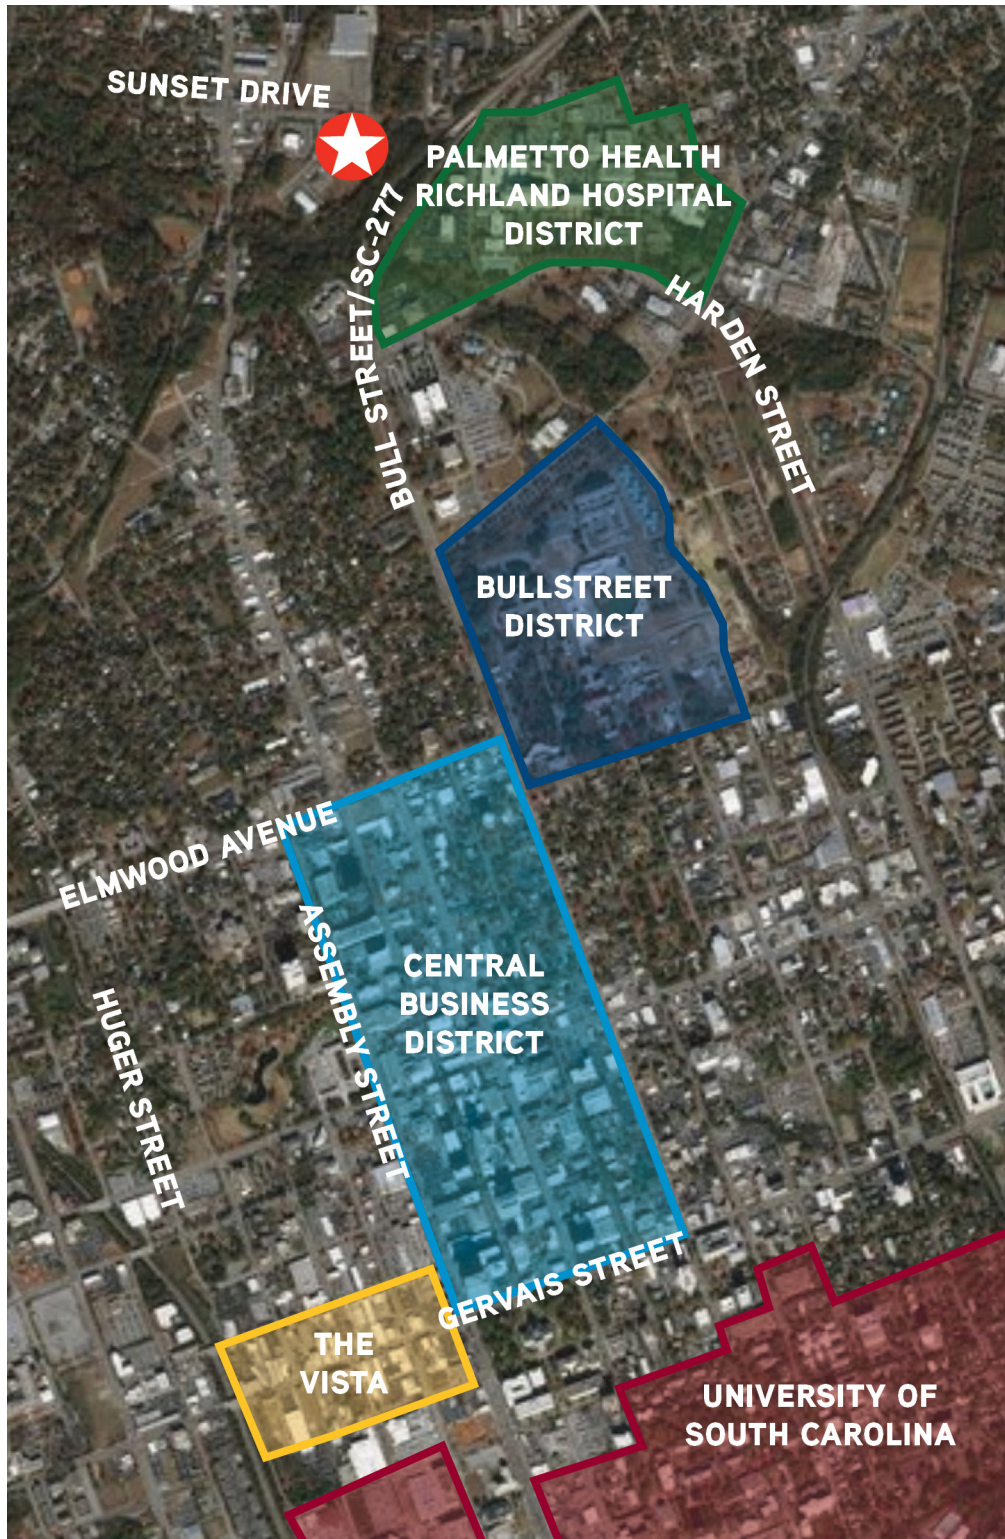 SUNSET DRIVE
PALMETTO HEALTH
RICHLAND HOSPITAL
DISTRICT
BULL STREET/SC-277
HARDEN STREET
BULLSTREET
DISTRICT
ELMWOOD AVENUE
ASSEMBLY STREET
CENTRAL
BUSINESS
DISTRICT
HUGER STREET
GERVAIS STREET
THE
VISTA
UNIVERSITY OF
SOUTH CAROLINA